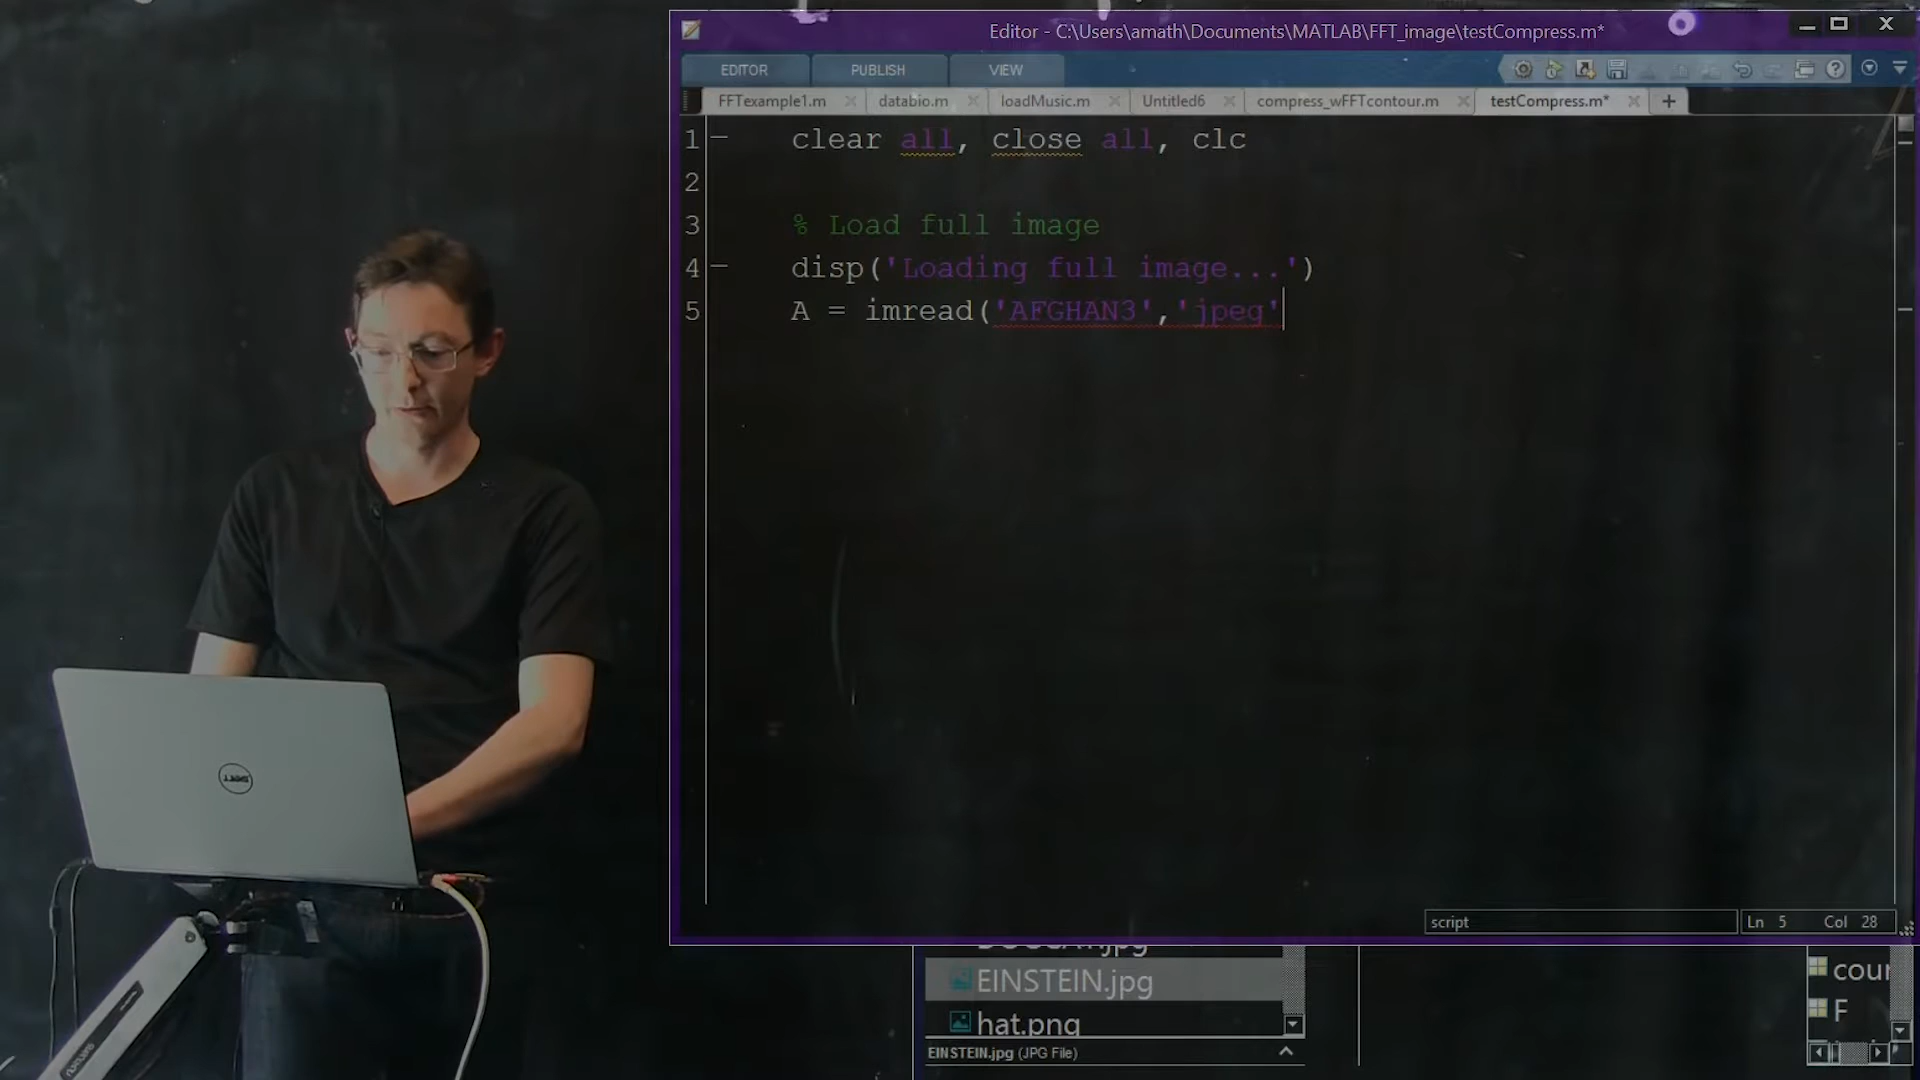 Editor - C:\Users\amath\Documents\MATLAB\FFT_image\testCompress.m*
EDITOR PUBLISH VIEW
FFTexample1.m databio.m loadMusic.m Untitled6 compress_wFFTcontour.m testCompress.m*
1 clear all, close all, clc
2
3 % Load full image
4 disp('Loading full image...')
5 A = imread('AFGHAN3','jpeg'
script Ln 5 Col 28
EINSTEIN.jpg
hat.png
EINSTEIN.jpg (JPG File)
F
DELL